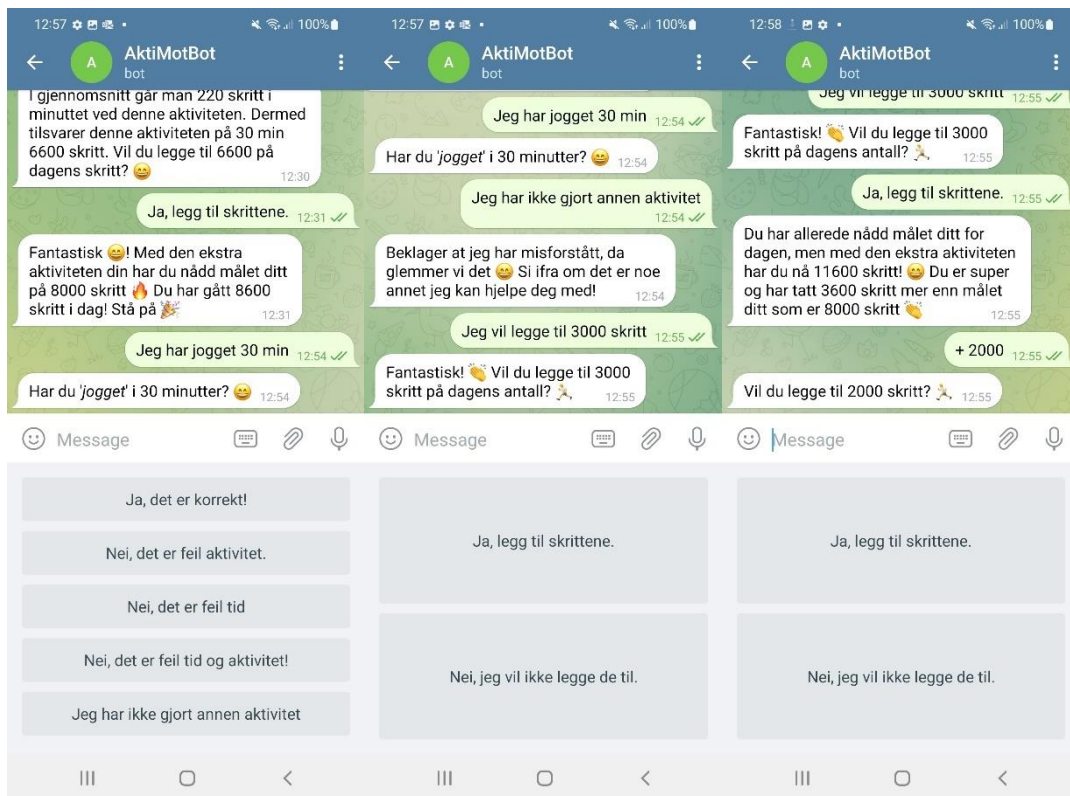 12:57
100%
AktiMotBot
A
bot
I gjennomsnitt går man 220 skritt i
minuttet ved denne aktiviteten. Dermed
tilsvarer denne aktiviteten på 30 min
6600 skritt. Vil du legge til 6600 på
dagens skritt? 😄
12:30
Ja, legg til skrittene. 12:31
Fantastisk 😄! Med den ekstra
aktiviteten din har du nådd målet ditt
på 8000 skritt 🔥 Du har gått 8600
skritt i dag! Stå på 🎉
12:31
Jeg har jogget 30 min 12:54
Har du 'jogget' i 30 minutter? 😄 12:54
Message
Ja, det er korrekt!
Nei, det er feil aktivitet.
Nei, det er feil tid
Nei, det er feil tid og aktivitet!
Jeg har ikke gjort annen aktivitet
12:57
100%
AktiMotBot
A
bot
Jeg har jogget 30 min 12:54
Har du 'jogget' i 30 minutter? 😄 12:54
Jeg har ikke gjort annen aktivitet
12:54
Beklager at jeg har misforstått, da
glemmer vi det 😄 Si ifra om det er noe
annet jeg kan hjelpe deg med!
12:54
Jeg vil legge til 3000 skritt 12:55
Fantastisk! 👏 Vil du legge til 3000
skritt på dagens antall? 🏃 12:55
Message
Ja, legg til skrittene.
Nei, jeg vil ikke legge de til.
12:58
100%
AktiMotBot
A
bot
Jeg vil legge til 3000 skritt 12:55
Fantastisk! 👏 Vil du legge til 3000
skritt på dagens antall? 🏃 12:55
Ja, legg til skrittene. 12:55
Du har allerede nådd målet ditt for
dagen, men med den ekstra aktiviteten
har du nå 11600 skritt! 😄 Du er super
og har tatt 3600 skritt mer enn målet
ditt som er 8000 skritt 👏
12:55
+ 2000 12:55
Vil du legge til 2000 skritt? 🏃 12:55
Message
Ja, legg til skrittene.
Nei, jeg vil ikke legge de til.